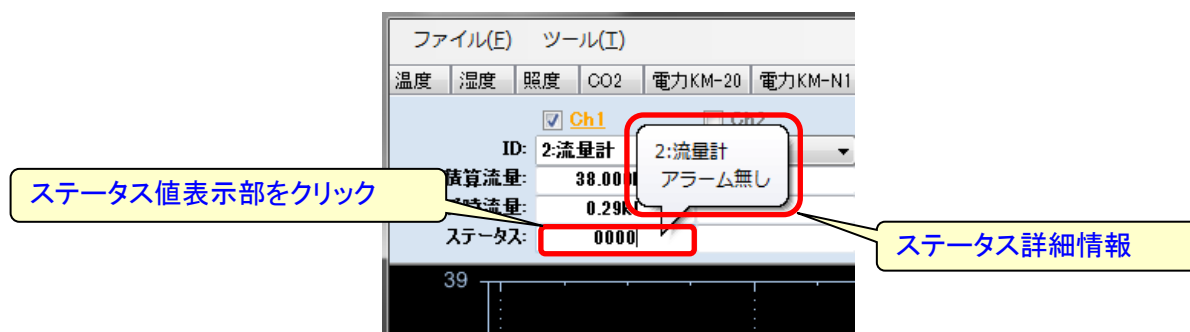 ファイル(F) ツール(T)
温度 湿度 照度 CO2 電力KM-20 電力KM-N1
Ch1
ID: 2:流量計
2:流量計
アラーム無し
積算流量: 38.000
ステータス値表示部をクリック
0.29K
ステータス: 0000
ステータス詳細情報
39